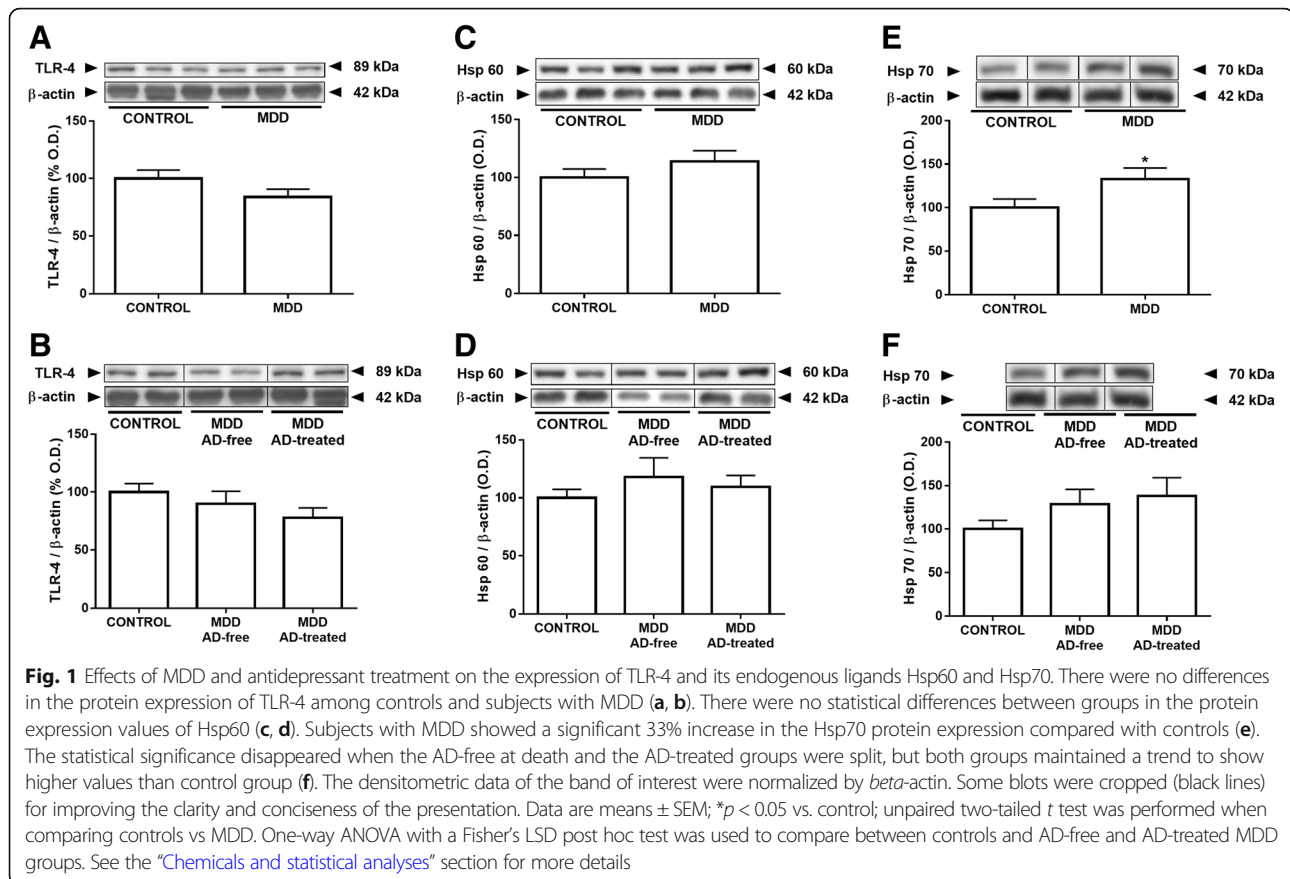 A
TLR-4 ► ◄ 89 kDa
β-actin ► ◄ 42 kDa
CONTROL MDD
TLR-4 / β-actin (% O.D.)
150
100
50
0
CONTROL MDD
C
Hsp 60 ► ◄ 60 kDa
β-actin ► ◄ 42 kDa
CONTROL MDD
Hsp 60 / β-actin (O.D.)
150
100
50
0
CONTROL MDD
E
Hsp 70 ► ◄ 70 kDa
β-actin ► ◄ 42 kDa
CONTROL MDD
Hsp 70 / β-actin (O.D.)
200
150
100
50
0
*
CONTROL MDD
B
TLR-4 ► ◄ 89 kDa
β-actin ► ◄ 42 kDa
CONTROL MDD MDD
AD-free AD-treated
TLR-4 / β-actin (% O.D.)
150
100
50
0
CONTROL MDD MDD
AD-free AD-treated
D
Hsp 60 ► ◄ 60 kDa
β-actin ► ◄ 42 kDa
CONTROL MDD MDD
AD-free AD-treated
Hsp 60 / β-actin (O.D.)
150
100
50
0
CONTROL MDD MDD
AD-free AD-treated
F
Hsp 70 ► ◄ 70 kDa
β-actin ► ◄ 42 kDa
CONTROL MDD MDD
AD-free AD-treated
Hsp 70 / β-actin (O.D.)
200
150
100
50
0
CONTROL MDD MDD
AD-free AD-treated
Fig. 1 Effects of MDD and antidepressant treatment on the expression of TLR-4 and its endogenous ligands Hsp60 and Hsp70. There were no differences
in the protein expression of TLR-4 among controls and subjects with MDD (a, b). There were no statistical differences between groups in the protein
expression values of Hsp60 (c, d). Subjects with MDD showed a significant 33% increase in the Hsp70 protein expression compared with controls (e).
The statistical significance disappeared when the AD-free at death and the AD-treated groups were split, but both groups maintained a trend to show
higher values than control group (f). The densitometric data of the band of interest were normalized by beta-actin. Some blots were cropped (black lines)
for improving the clarity and conciseness of the presentation. Data are means ± SEM; *p < 0.05 vs. control; unpaired two-tailed t test was performed when
comparing controls vs MDD. One-way ANOVA with a Fisher's LSD post hoc test was used to compare between controls and AD-free and AD-treated MDD
groups. See the “Chemicals and statistical analyses” section for more details